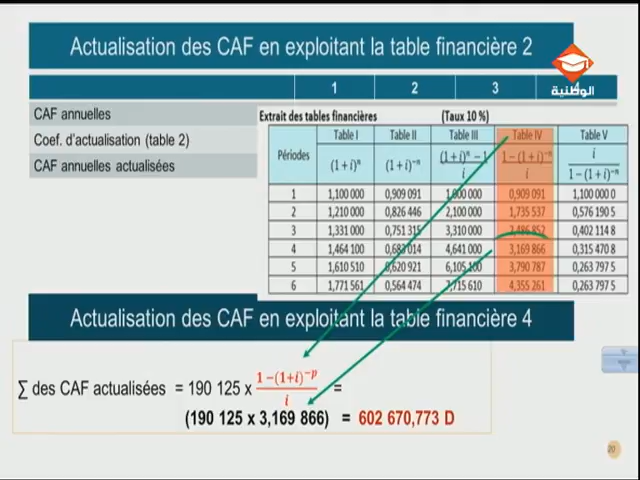 Actualisation des CAF en exploitant la table financière 2
1 2 3 4
الوطنية
CAF annuelles
Coef. d'actualisation (table 2)
CAF annuelles actualisées
Extrait des tables financières (Taux 10 %)
Périodes Table I Table II Table III Table IV Table V
(1+i)ⁿ (1+i)⁻ⁿ (1+i)ⁿ − 1 / i 1−(1+i)⁻ⁿ / i i / 1−(1+i)⁻ⁿ
1 1,100 000 0,909 091 1,000 000 0,909 091 1,100 000 0
2 1,210 000 0,826 446 2,100 000 1,735 537 0,576 190 5
3 1,331 000 0,751 315 3,310 000 2,486 852 0,402 114 8
4 1,464 100 0,683 014 4,641 000 3,169 866 0,315 470 8
5 1,610 510 0,620 921 6,105 100 3,790 787 0,263 797 5
6 1,771 561 0,564 474 7,715 610 4,355 261 0,263 797 5
Actualisation des CAF en exploitant la table financière 4
∑ des CAF actualisées = 190 125 x 1−(1+i)⁻ᵖ / i =
(190 125 x 3,169 866) = 602 670,773 D
20